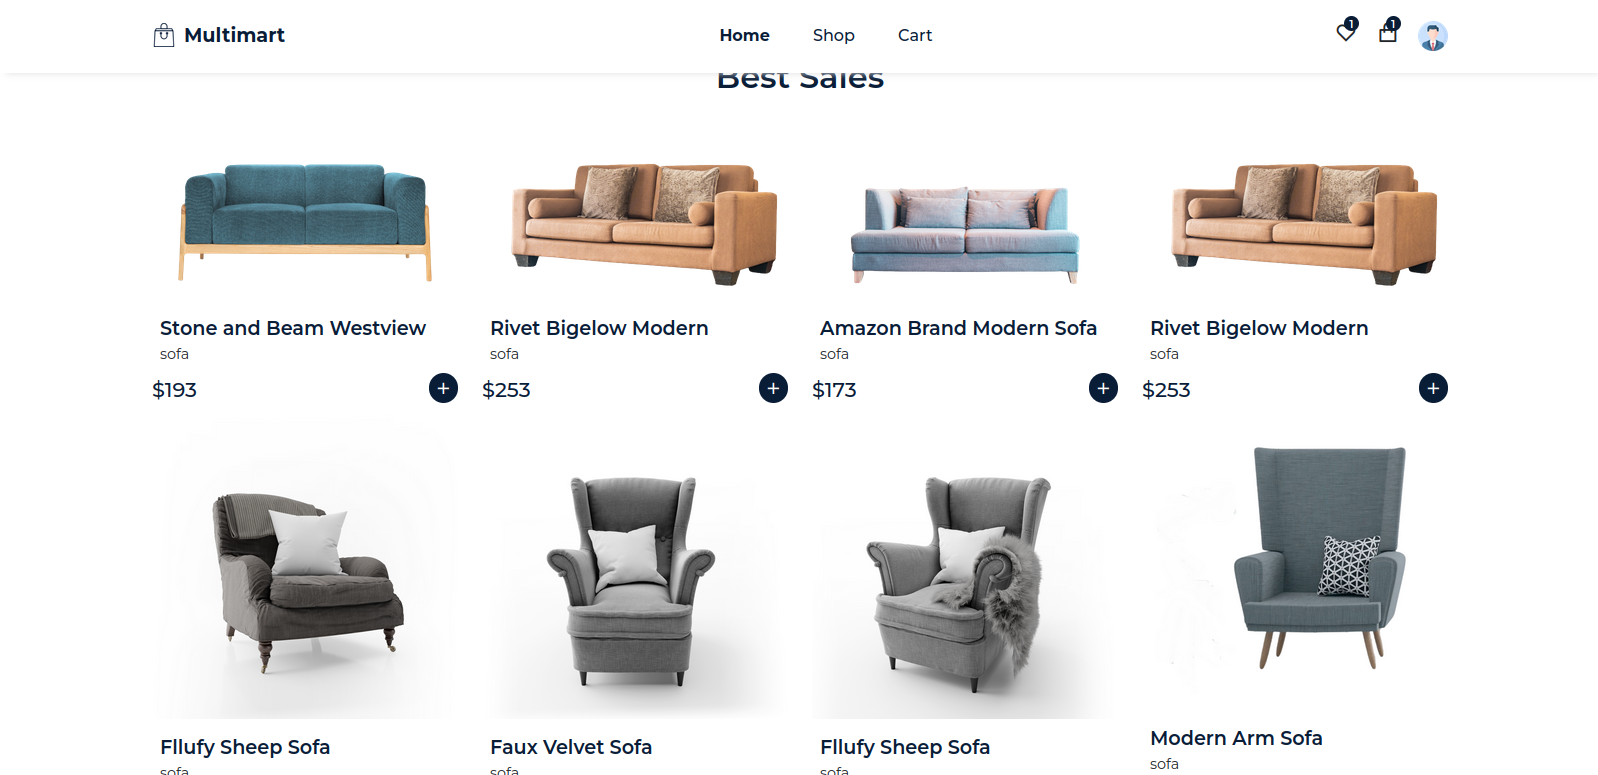 Multimart
Home Shop Cart
1 1
Best Sales
Stone and Beam Westview
sofa
$193
+
Rivet Bigelow Modern
sofa
$253
+
Amazon Brand Modern Sofa
sofa
$173
+
Rivet Bigelow Modern
sofa
$253
+
Fllufy Sheep Sofa
sofa
Faux Velvet Sofa
sofa
Fllufy Sheep Sofa
sofa
Modern Arm Sofa
sofa